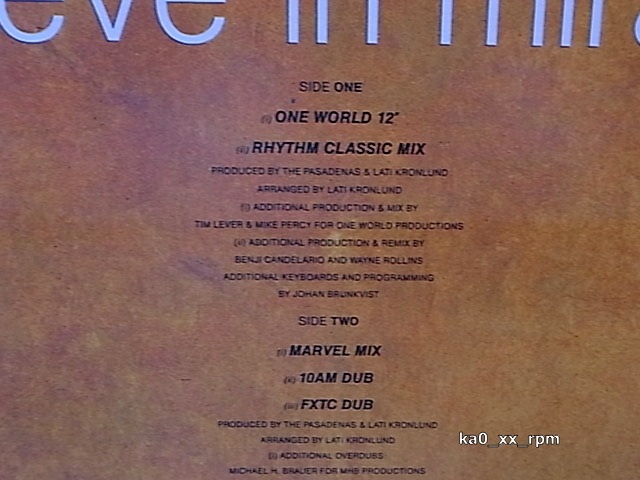 eve in mira
SIDE ONE
(i) ONE WORLD 12"
(ii) RHYTHM CLASSIC MIX
PRODUCED BY THE PASADENAS & LATI KRONLUND
ARRANGED BY LATI KRONLUND
(i) ADDITIONAL PRODUCTION & MIX BY
TIM LEVER & MIKE PERCY FOR ONE WORLD PRODUCTIONS
(ii) ADDITIONAL PRODUCTION & REMIX BY
BENJI CANDELARIO AND WAYNE ROLLINS
ADDITIONAL KEYBOARDS AND PROGRAMMING
BY JOHAN BRUNKVIST
SIDE TWO
(i) MARVEL MIX
(ii) 10AM DUB
(iii) FXTC DUB
PRODUCED BY THE PASADENAS & LATI KRONLUND
ARRANGED BY LATI KRONLUND
(i) ADDITIONAL OVERDUBS:
MICHAEL H. BRAUER FOR MHB PRODUCTIONS
ka0_xx_rpm